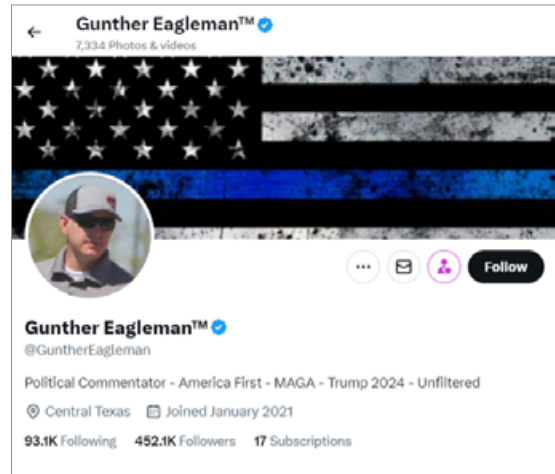 Gunther Eagleman™
7,334 Photos & videos
Follow
Gunther Eagleman™
@GuntherEagleman
Political Commentator - America First - MAGA - Trump 2024 - Unfiltered
Central Texas Joined January 2021
93.1K Following 452.1K Followers 17 Subscriptions